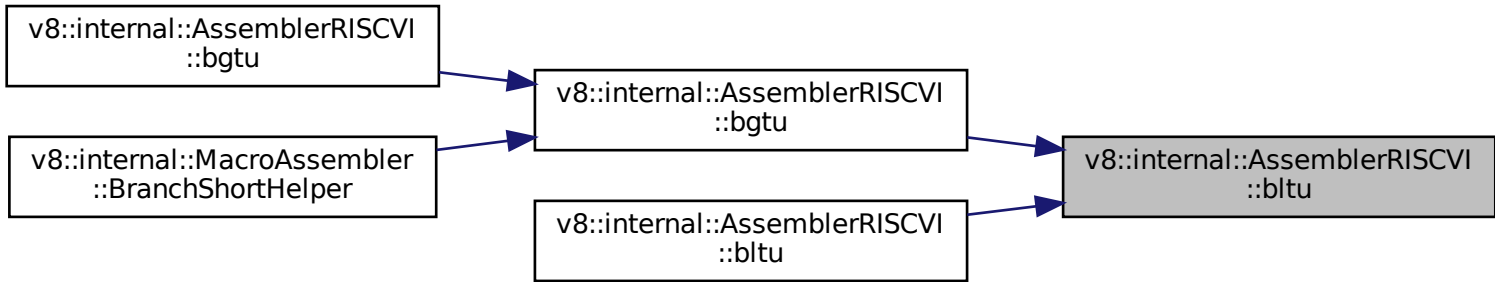 v8::internal::AssemblerRISCVI
::bgtu
v8::internal::MacroAssembler
::BranchShortHelper
v8::internal::AssemblerRISCVI
::bgtu
v8::internal::AssemblerRISCVI
::bltu
v8::internal::AssemblerRISCVI
::bltu